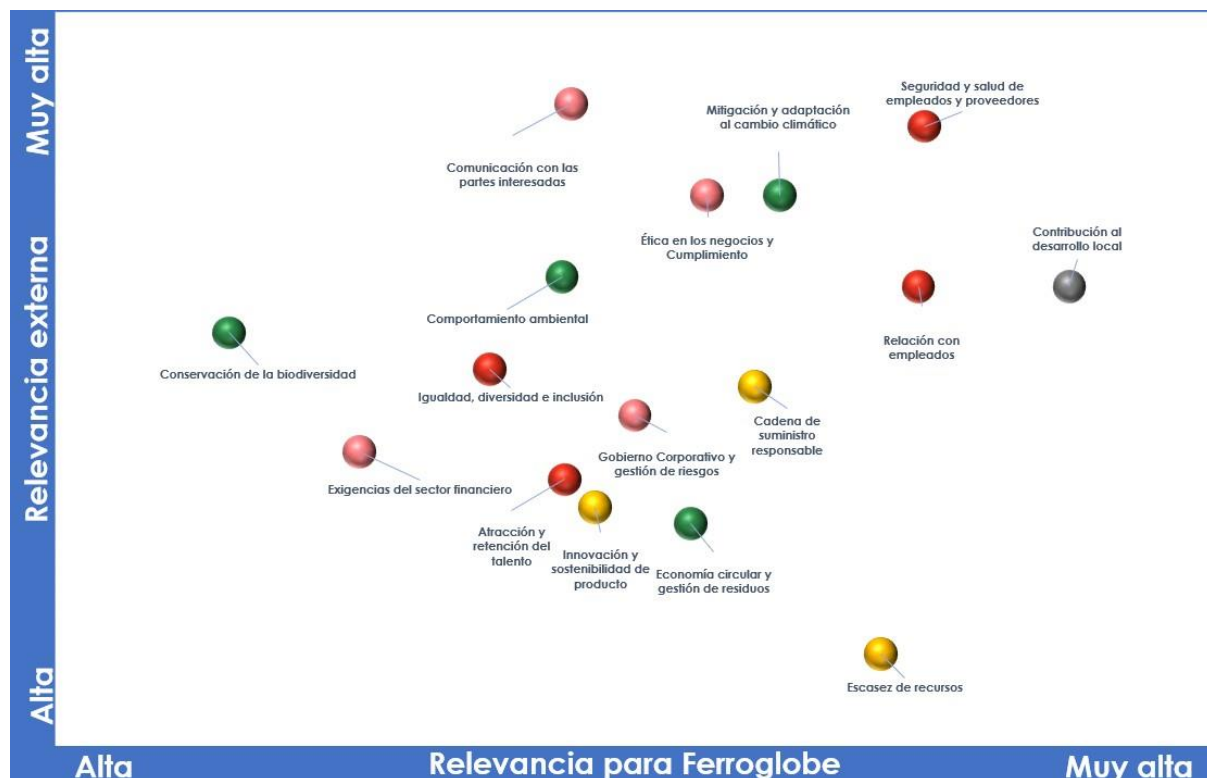 Muy alta
Relevancia externa
Alta
Seguridad y salud de
empleados y proveedores
Mitigación y adaptación
al cambio climático
Comunicación con las
partes interesadas
Ética en los negocios y
Cumplimiento
Contribución al
desarrollo local
Comportamiento ambiental
Relación con
empleados
Conservación de la biodiversidad
Igualdad, diversidad e inclusión
Cadena de
suministro
responsable
Gobierno Corporativo y
gestión de riesgos
Exigencias del sector financiero
Atracción y
retención del
talento
Innovación y
sostenibilidad de
producto
Economía circular y
gestión de residuos
Escasez de recursos
Alta
Relevancia para Ferroglobe
Muy alta